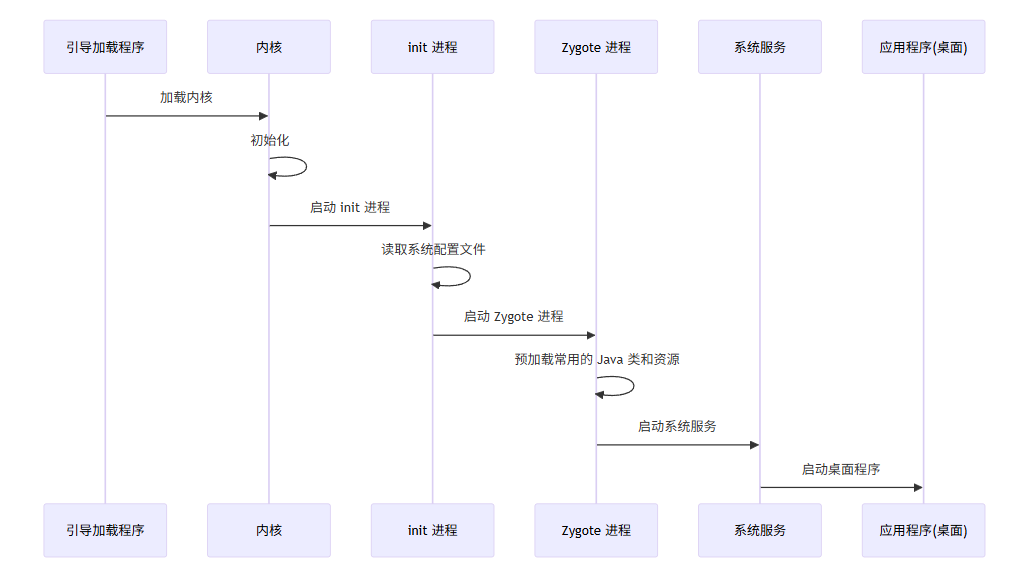 引导加载程序
内核
init 进程
Zygote 进程
系统服务
应用程序(桌面)
加载内核
初始化
启动 init 进程
读取系统配置文件
启动 Zygote 进程
预加载常用的 Java 类和资源
启动系统服务
启动桌面程序
引导加载程序
内核
init 进程
Zygote 进程
系统服务
应用程序(桌面)